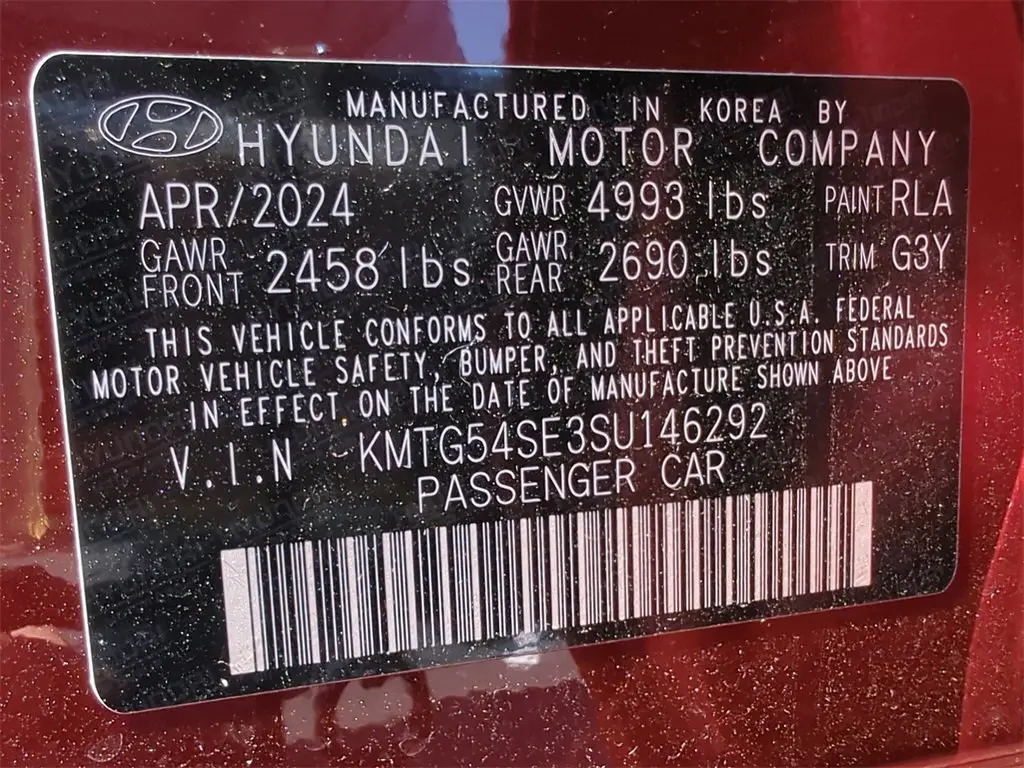 MANUFACTURED IN KOREA BY
HYUNDAI MOTOR COMPANY
APR/2024 GVWR 4993 lbs PAINT RLA
GAWR FRONT 2458 lbs GAWR REAR 2690 lbs TRIM G3Y
THIS VEHICLE CONFORMS TO ALL APPLICABLE U.S.A. FEDERAL
MOTOR VEHICLE SAFETY, BUMPER, AND THEFT PREVENTION STANDARDS
IN EFFECT ON THE DATE OF MANUFACTURE SHOWN ABOVE
V.I.N KMTG54SE3SU146292
PASSENGER CAR